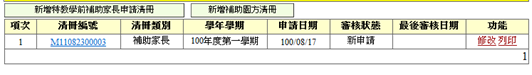 新增特教學前補助家長申請清冊 新增補助園方清冊
項次 清冊編號 清冊類別 學年學期 申請日期 審核狀態 最後審核日期 功能
1 M11082300003 補助家長 100年度第一學期 100/08/17 新申請 修改 列印
1